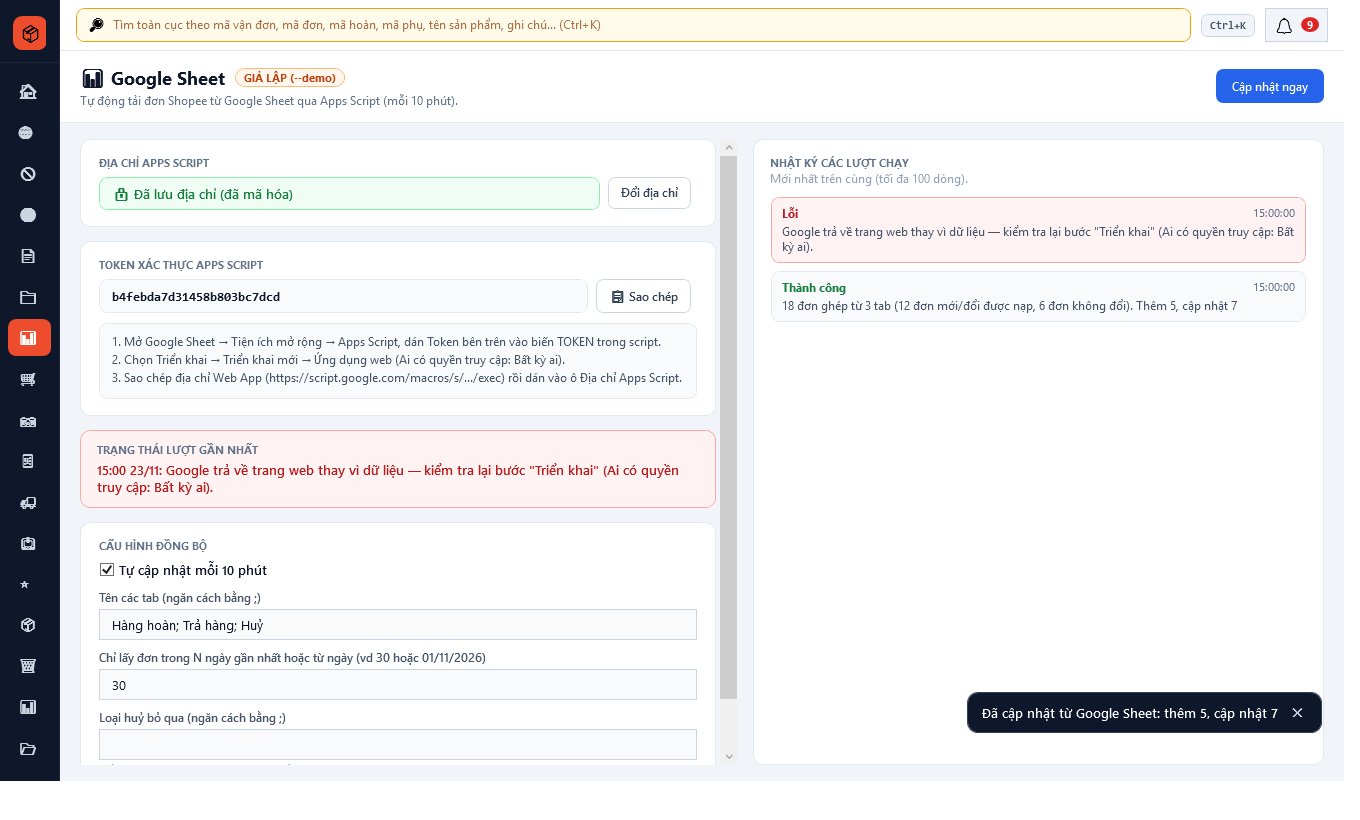 Tìm toàn cục theo mã vận đơn, mã đơn, mã hoàn, mã phụ, tên sản phẩm, ghi chú... (Ctrl+K)
Ctrl+K
9
Google Sheet
GIẢ LẬP (--demo)
Tự động tải đơn Shopee từ Google Sheet qua Apps Script (mỗi 10 phút).
Cập nhật ngay
ĐỊA CHỈ APPS SCRIPT
Đã lưu địa chỉ (đã mã hóa)
Đổi địa chỉ
TOKEN XÁC THỰC APPS SCRIPT
b4febda7d31458b803bc7dcd
Sao chép
1. Mở Google Sheet → Tiện ích mở rộng → Apps Script, dán Token bên trên vào biến TOKEN trong script.
2. Chọn Triển khai → Triển khai mới → Ứng dụng web (Ai có quyền truy cập: Bất kỳ ai).
3. Sao chép địa chỉ Web App (https://script.google.com/macros/s/.../exec) rồi dán vào ô Địa chỉ Apps Script.
TRẠNG THÁI LƯỢT GẦN NHẤT
15:00 23/11: Google trả về trang web thay vì dữ liệu — kiểm tra lại bước "Triển khai" (Ai có quyền
truy cập: Bất kỳ ai).
CẤU HÌNH ĐỒNG BỘ
Tự cập nhật mỗi 10 phút
Tên các tab (ngăn cách bằng ;)
Hàng hoàn; Trả hàng; Huỷ
Chỉ lấy đơn trong N ngày gần nhất hoặc từ ngày (vd 30 hoặc 01/11/2026)
30
Loại huỷ bỏ qua (ngăn cách bằng ;)
NHẬT KÝ CÁC LƯỢT CHẠY
Mới nhất trên cùng (tối đa 100 dòng).
Lỗi
15:00:00
Google trả về trang web thay vì dữ liệu — kiểm tra lại bước "Triển khai" (Ai có quyền truy cập: Bất
kỳ ai).
Thành công
15:00:00
18 đơn ghép từ 3 tab (12 đơn mới/đổi được nạp, 6 đơn không đổi). Thêm 5, cập nhật 7
Đã cập nhật từ Google Sheet: thêm 5, cập nhật 7